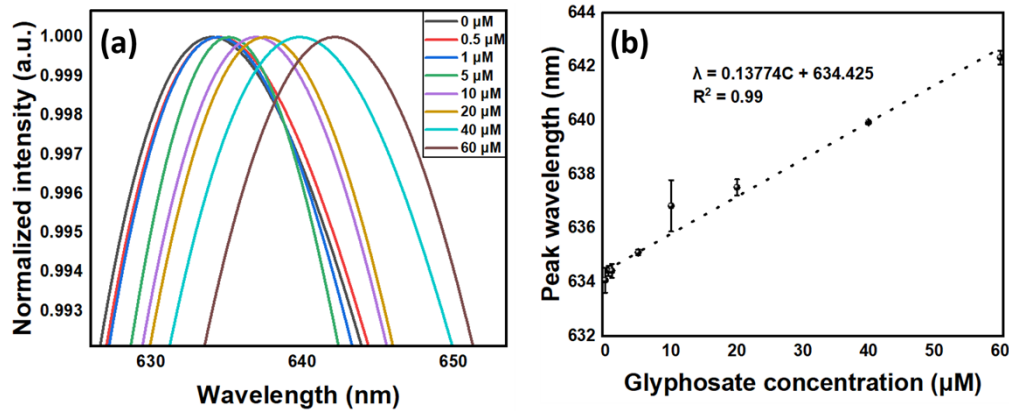 (a)
Normalized intensity (a.u.)
1.000
0.999
0.998
0.997
0.996
0.995
0.994
0.993
630
640
650
Wavelength (nm)
0 µM
0.5 µM
1 µM
5 µM
10 µM
20 µM
40 µM
60 µM
(b)
Peak wavelength (nm)
644
642
640
638
636
634
632
λ = 0.13774C + 634.425
R² = 0.99
0
10
20
30
40
50
60
Glyphosate concentration (µM)